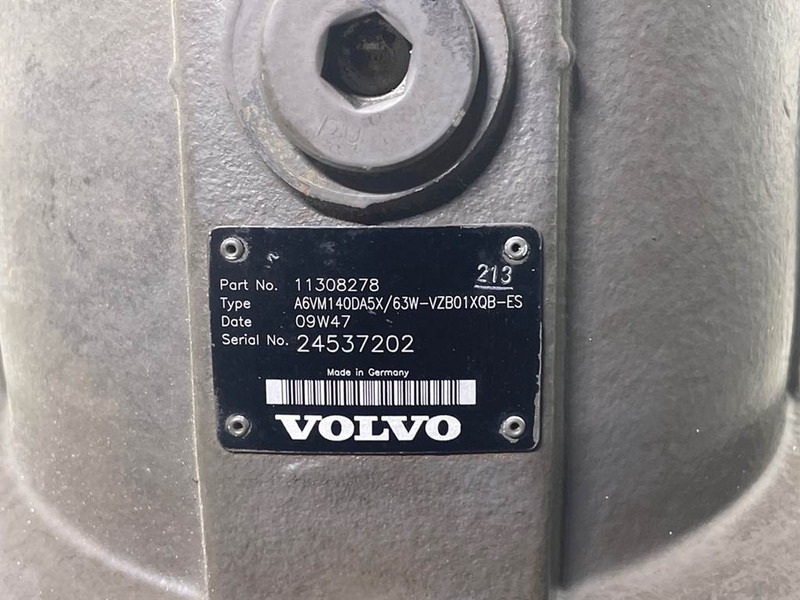 213
Part No. 11308278
Type A6VM140DA5X/63W-VZB01XQB-ES
Date 09W47
Serial No. 24537202
Made in Germany
VOLVO